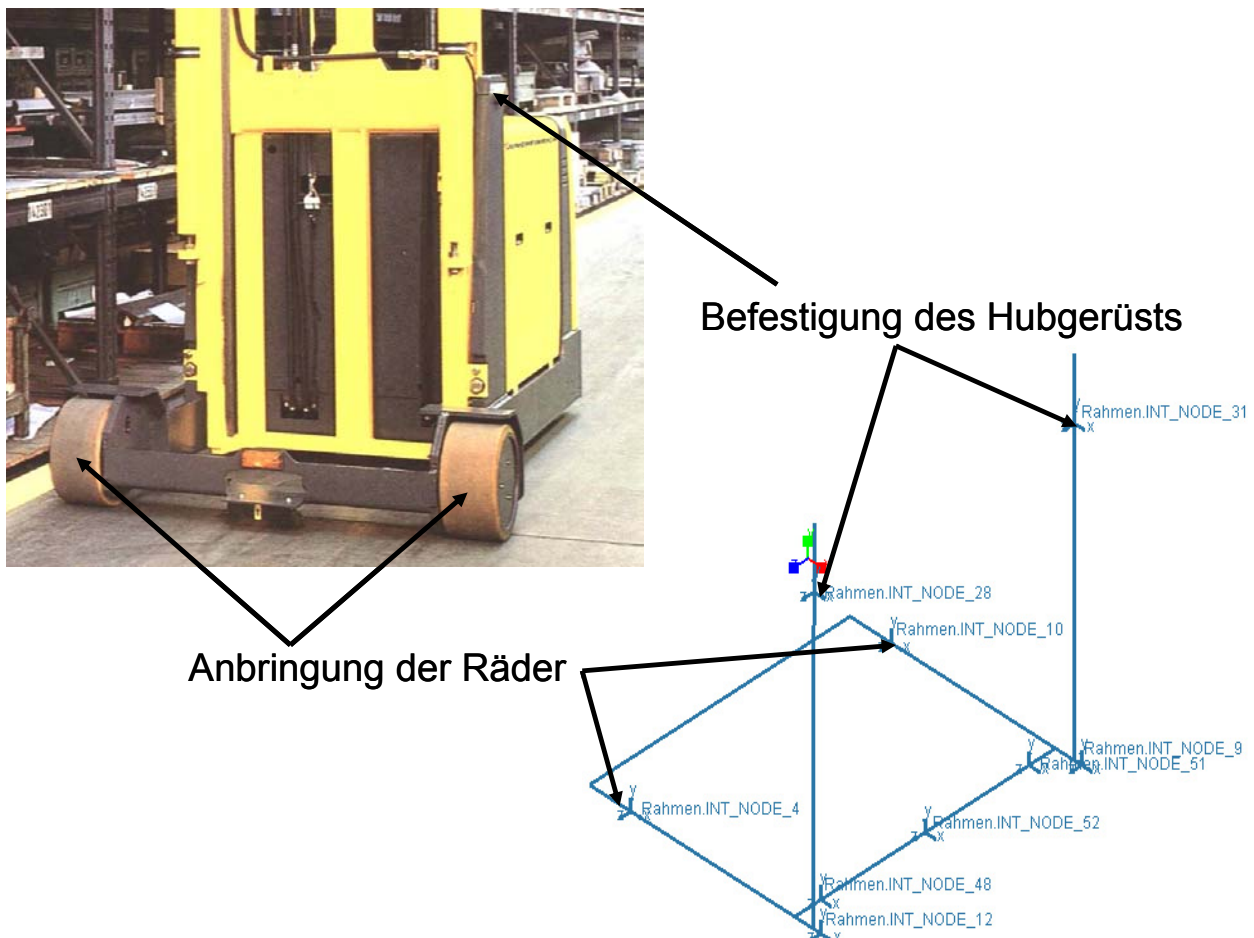 Befestigung des Hubgerüsts
y
Rahmen.INT_NODE_31
x
Rahmen.INT_NODE_28
z x
y
Rahmen.INT_NODE_10
x
Anbringung der Räder
y
Rahmen.INT_NODE_9
z x
Rahmen.INT_NODE_51
z x
y
Rahmen.INT_NODE_4
z x
y
Rahmen.INT_NODE_52
z x
y
Rahmen.INT_NODE_48
x
y
Rahmen.INT_NODE_12
z x